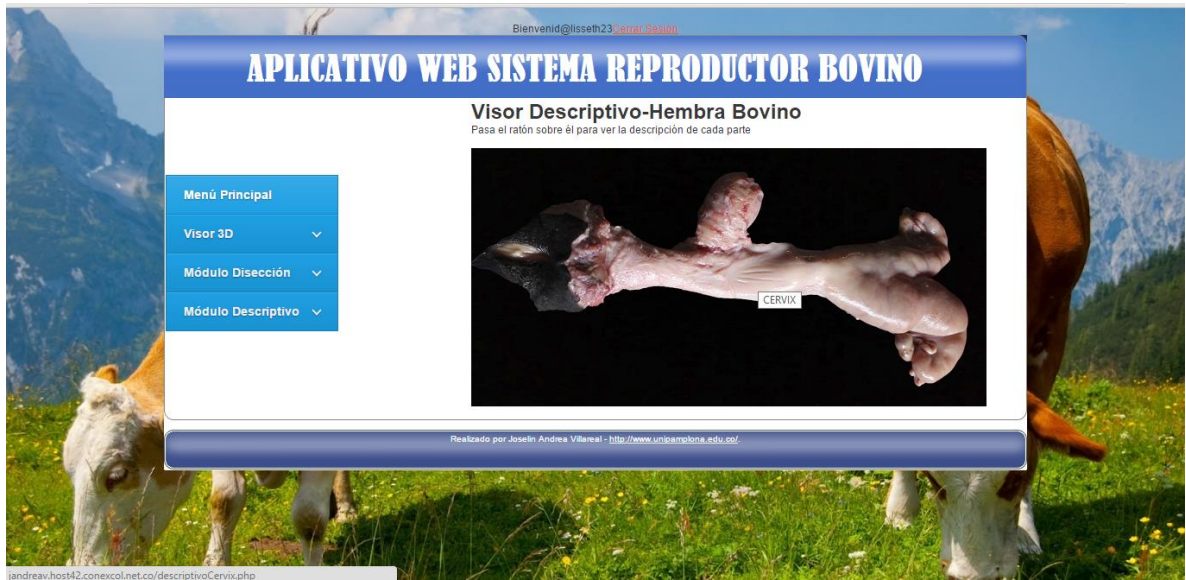 Bienvenid@lisseth23Cerrar Sesión
APLICATIVO WEB SISTEMA REPRODUCTOR BOVINO
Visor Descriptivo-Hembra Bovino
Pasa el ratón sobre él para ver la descripción de cada parte
Menú Principal
Visor 3D
Módulo Disección
Módulo Descriptivo
CERVIX
Realizado por Joselin Andrea Villareal - http://www.unipamplona.edu.co/.
jandreav.host42.conexcol.net.co/descriptivoCervix.php